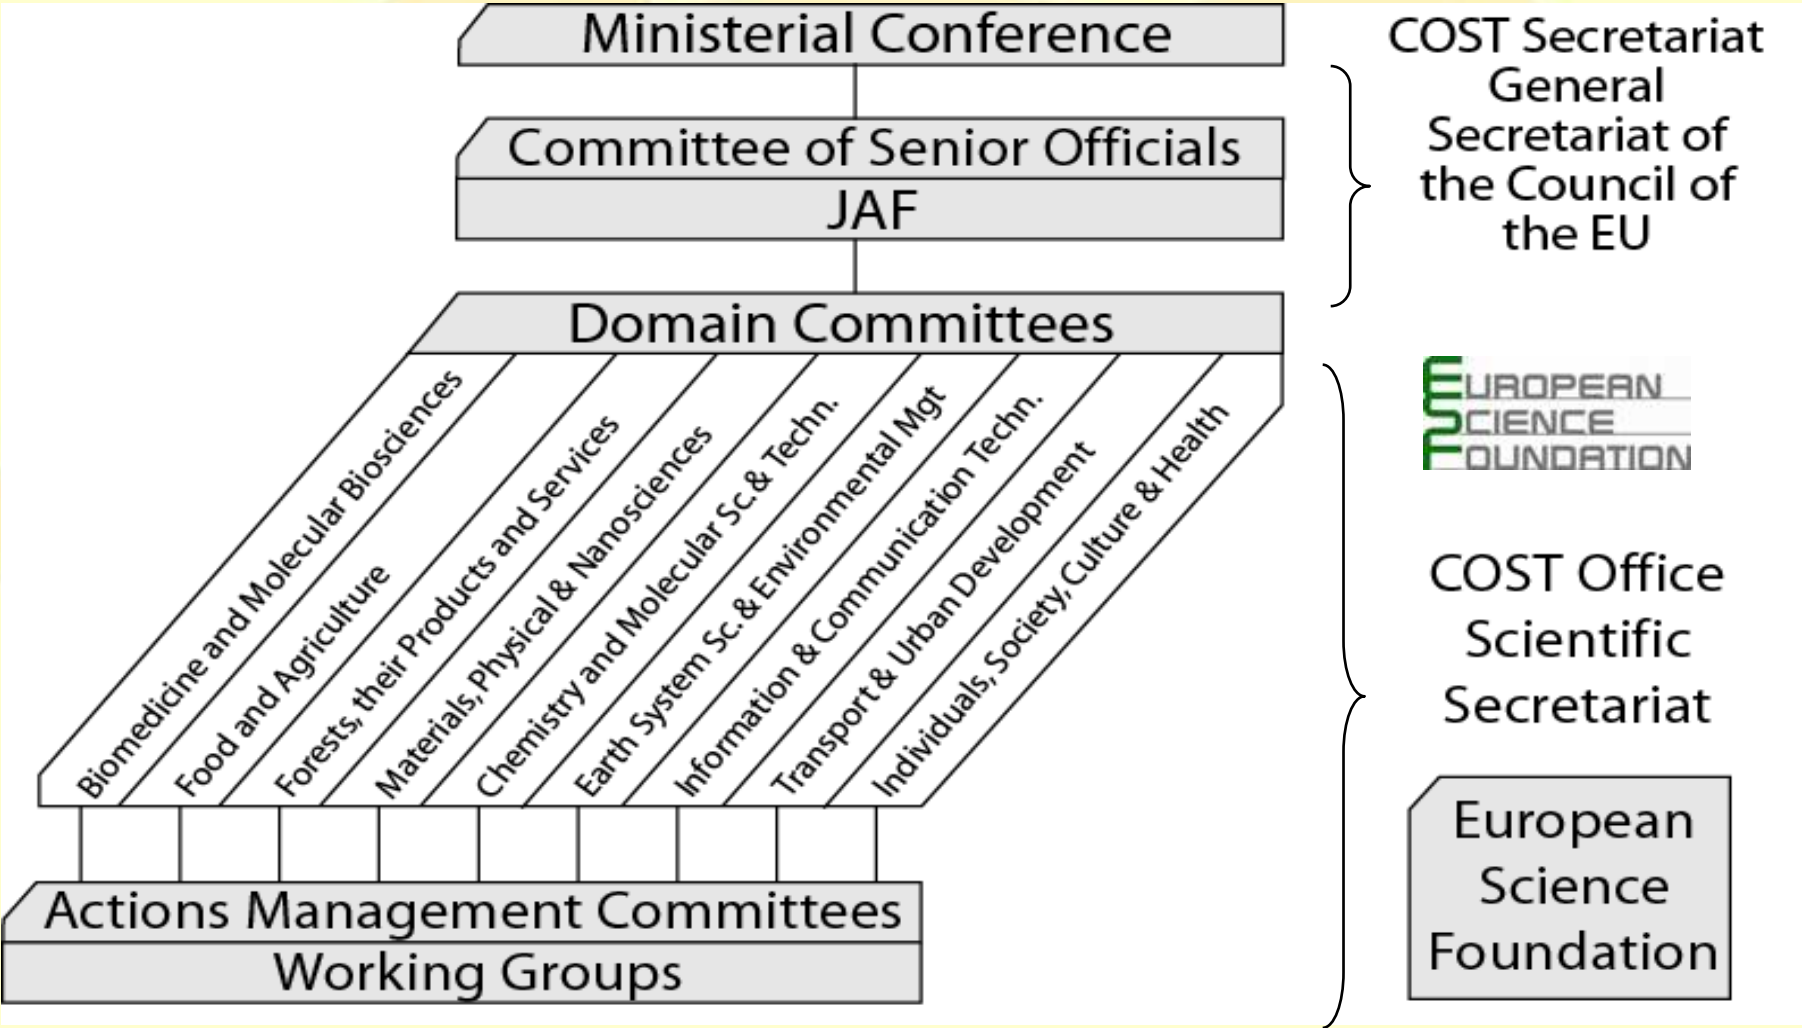 Ministerial Conference
Committee of Senior Officials
JAF
Domain Committees
Biomedicine and Molecular Biosciences
Food and Agriculture
Forests, their Products and Services
Materials, Physical & Nanosciences
Chemistry and Molecular Sc. & Techn.
Earth System Sc. & Environmental Mgt
Information & Communication Techn.
Transport & Urban Development
Individuals, Society, Culture & Health
Actions Management Committees
Working Groups
COST Secretariat
General
Secretariat of
the Council of
the EU
EUROPEAN
SCIENCE
FOUNDATION
COST Office
Scientific
Secretariat
European
Science
Foundation